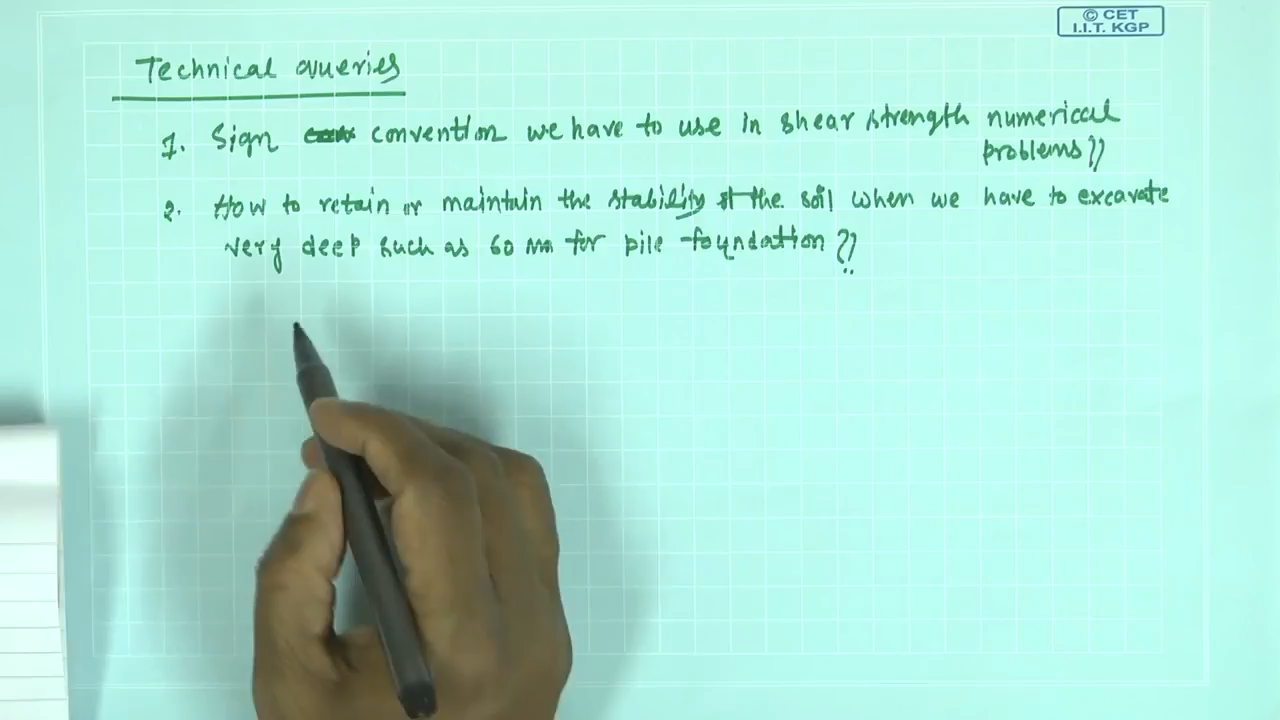 © CET
I.I.T. KGP
Technical Queries
1. Sign convention we have to use in shear strength numerical
problems??
2. How to retain or maintain the stability of the soil when we have to excavate
very deep such as 60 m for pile foundation??